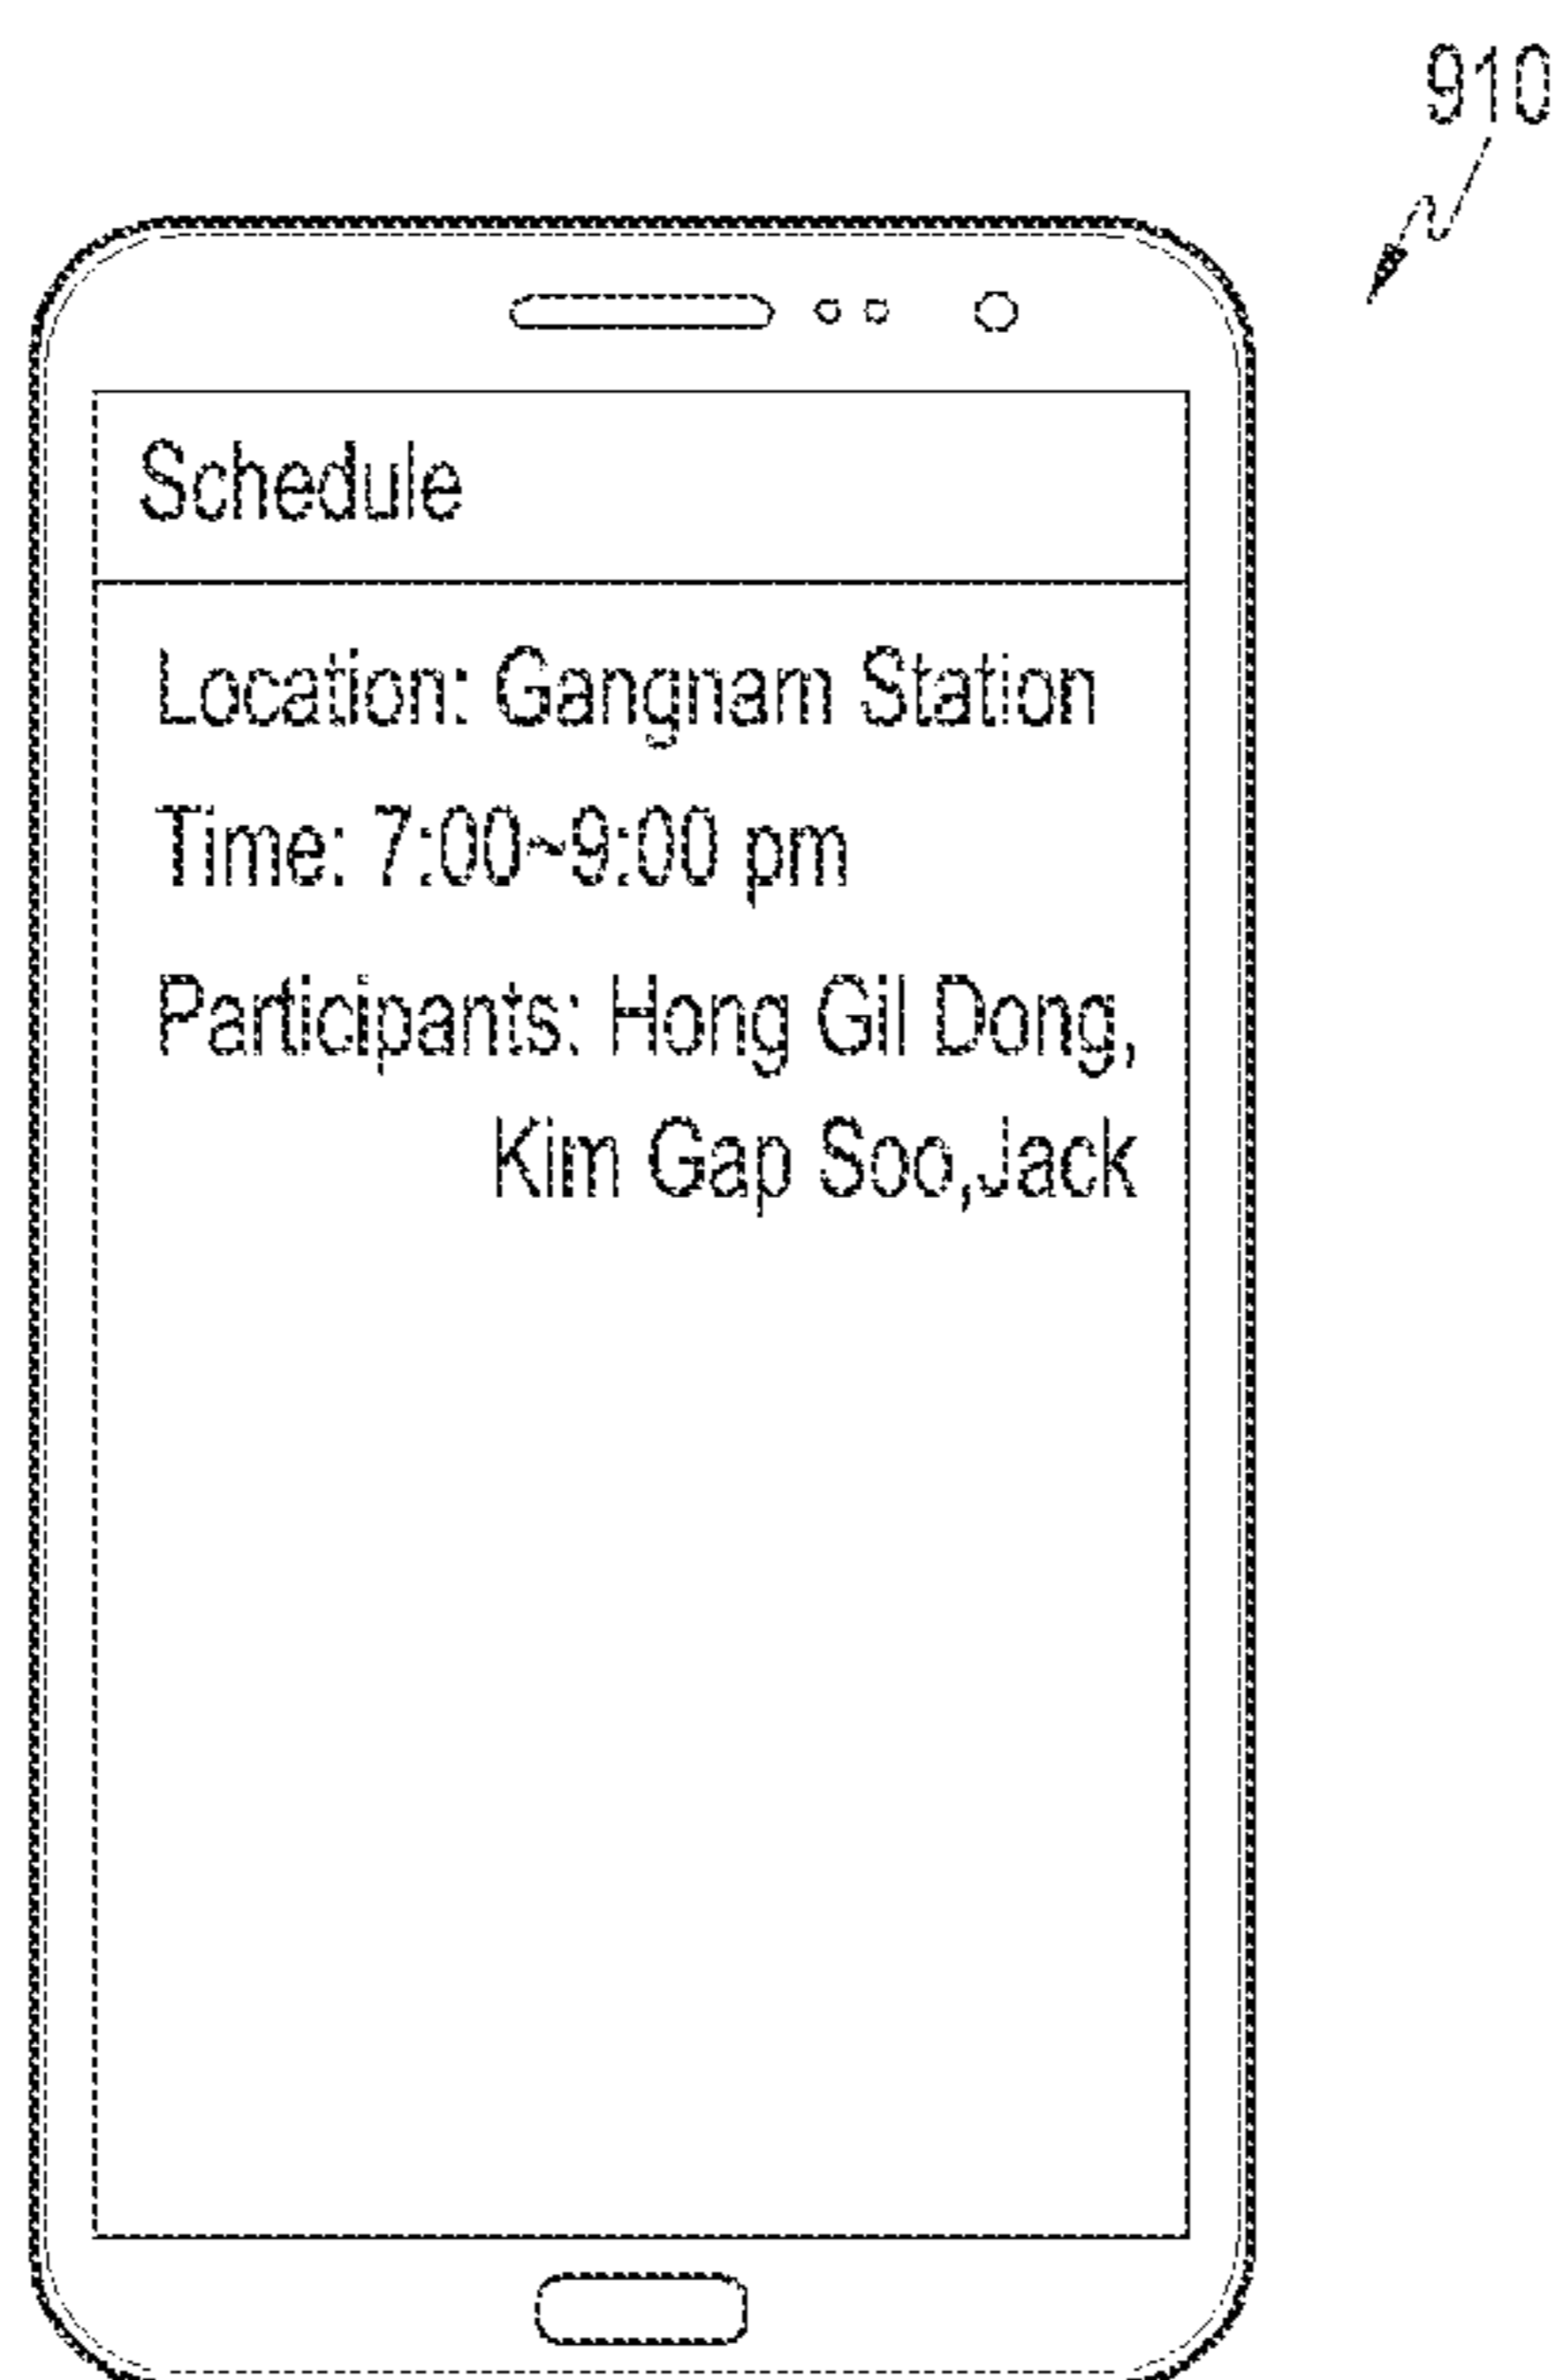 910
Schedule
Location: Gangnam Station
Time: 7:00~9:00 pm
Participants: Hong Gil Dong,
Kim Gap Soo,Jack